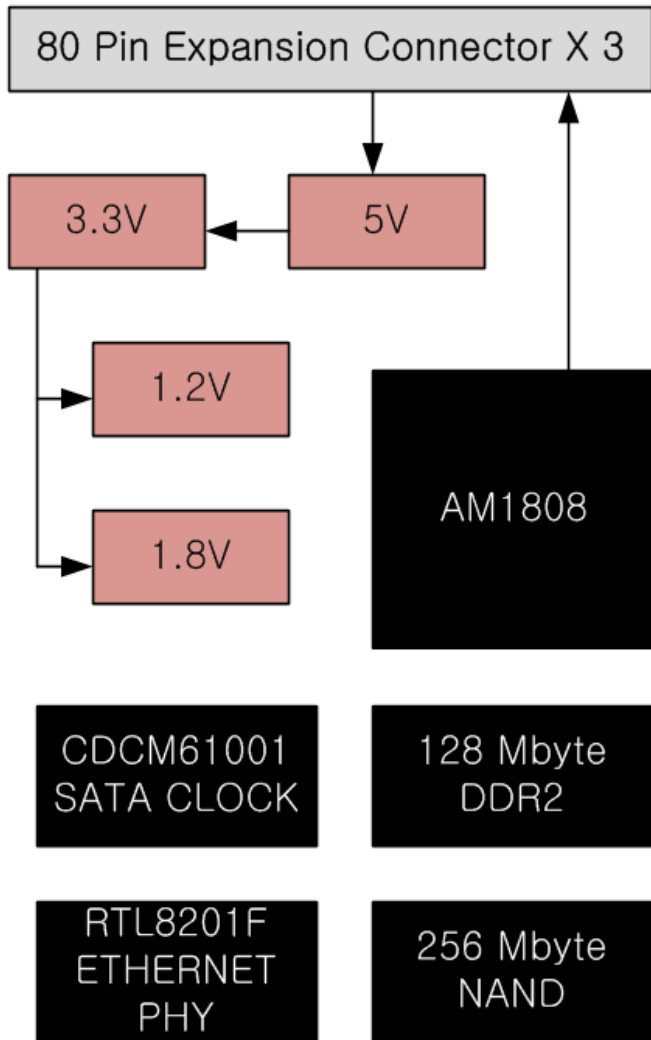 80 Pin Expansion Connector X 3
3.3V
5V
1.2V
1.8V
AM1808
CDCM61001
SATA CLOCK
128 Mbyte
DDR2
RTL8201F
ETHERNET
PHY
256 Mbyte
NAND